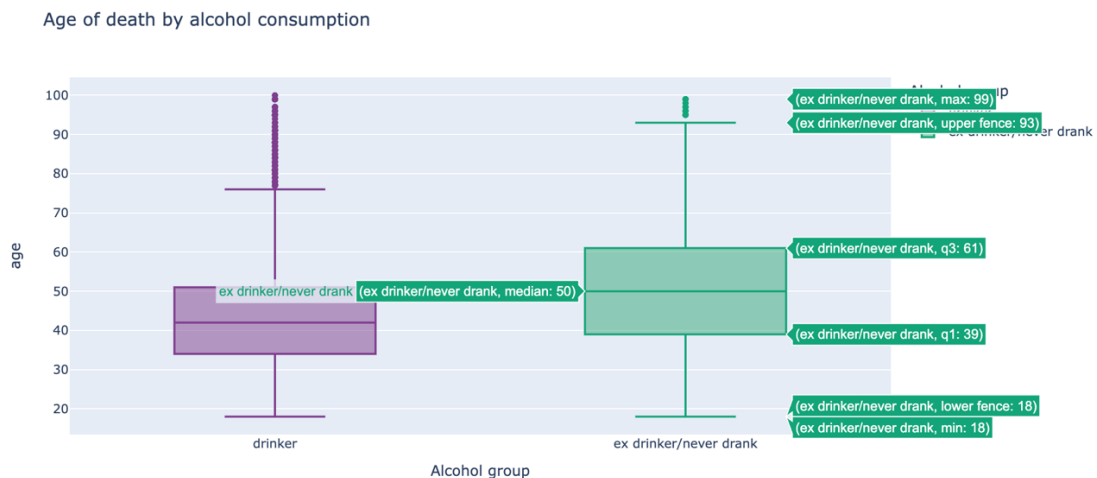 Age of death by alcohol consumption
Alcohol group
(ex drinker/never drank, max: 99)
(ex drinker/never drank, upper fence: 93)
ex drinker/never drank
100
90
80
70
60
50
40
30
20
age
(ex drinker/never drank, q3: 61)
ex drinker/never drank
(ex drinker/never drank, median: 50)
(ex drinker/never drank, q1: 39)
(ex drinker/never drank, lower fence: 18)
(ex drinker/never drank, min: 18)
drinker
ex drinker/never drank
Alcohol group